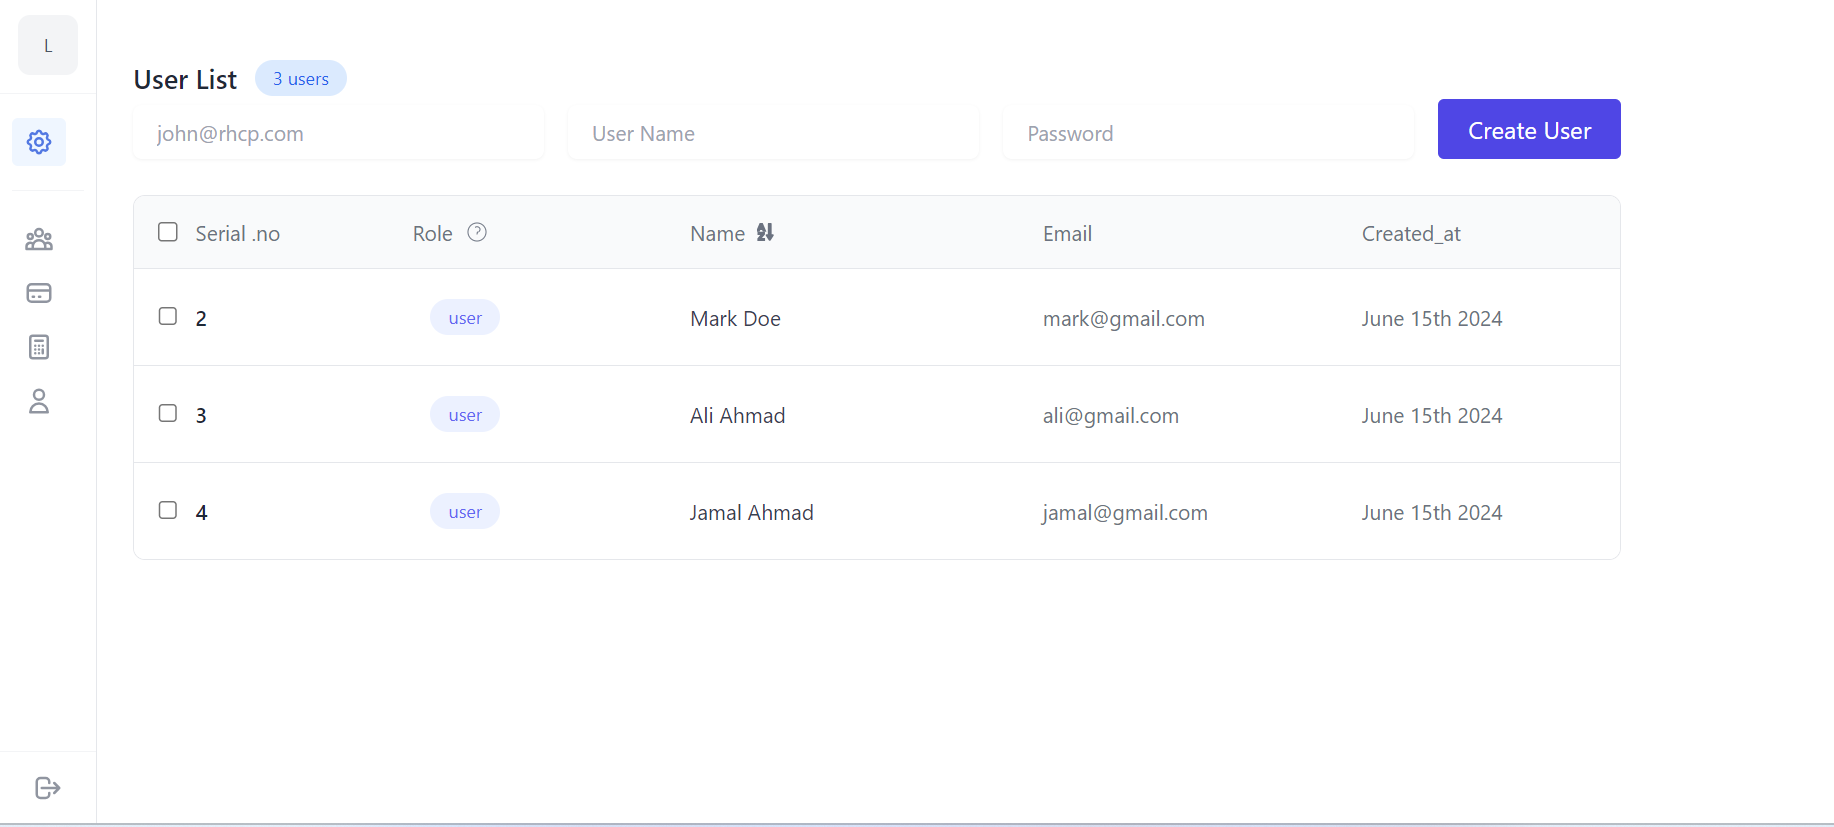 L
User List 3 users
john@rhcp.com User Name Password Create User
Serial .no Role ? Name Email Created_at
2 user Mark Doe mark@gmail.com June 15th 2024
3 user Ali Ahmad ali@gmail.com June 15th 2024
4 user Jamal Ahmad jamal@gmail.com June 15th 2024